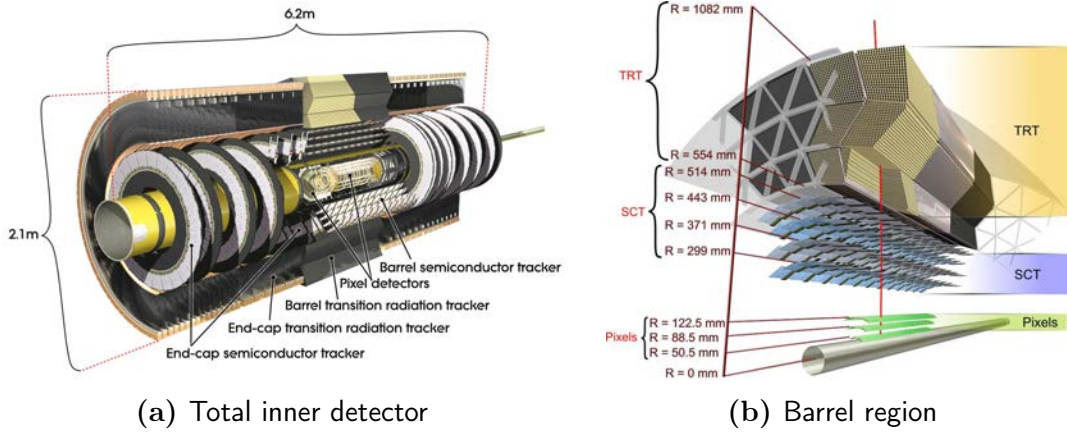 6.2m
2.1m
Barrel semiconductor tracker
Pixel detectors
Barrel transition radiation tracker
End-cap transition radiation tracker
End-cap semiconductor tracker
(a) Total inner detector
R = 1082 mm
TRT
TRT
R = 554 mm
R = 514 mm
R = 443 mm
SCT
R = 371 mm
R = 299 mm
SCT
R = 122.5 mm
Pixels
R = 88.5 mm
Pixels
R = 50.5 mm
R = 0 mm
(b) Barrel region